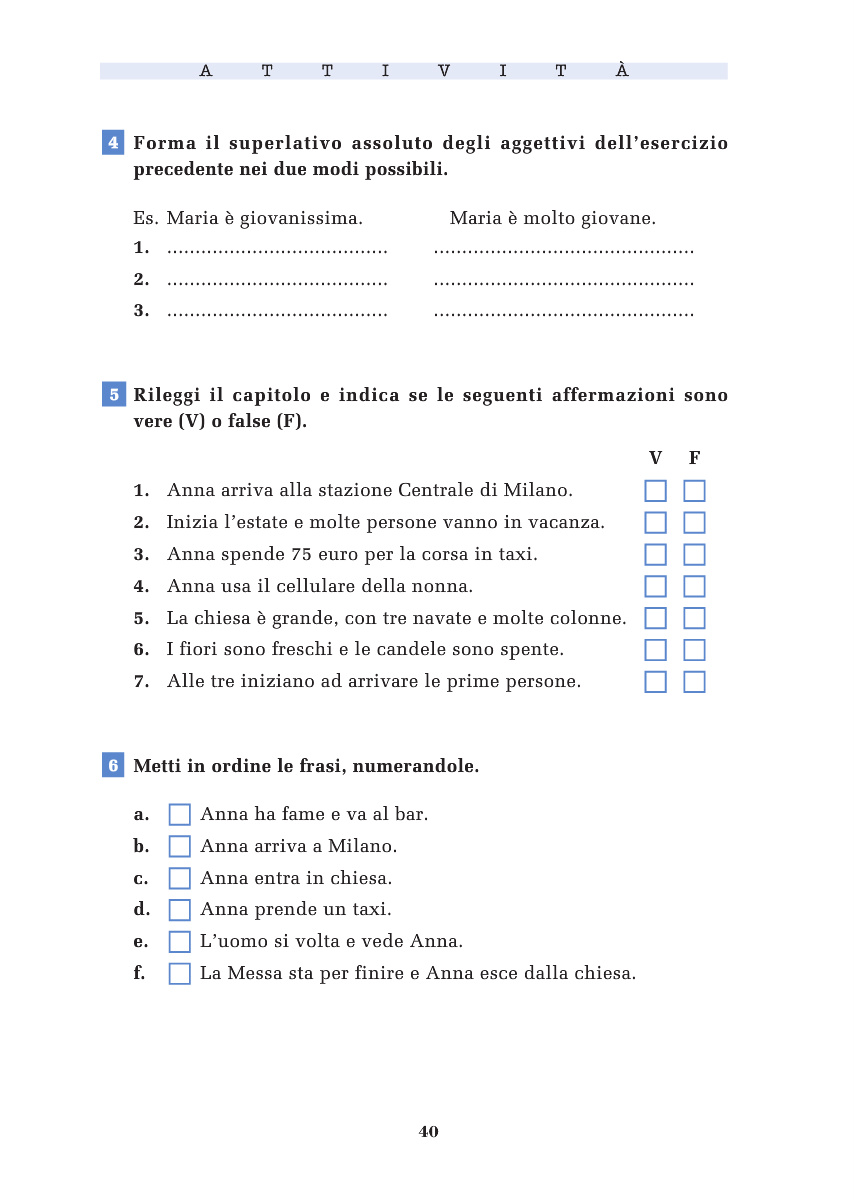 A T T I V I T À
4 Forma il superlativo assoluto degli aggettivi dell’esercizio
precedente nei due modi possibili.
Es. Maria è giovanissima. Maria è molto giovane.
1. ....................................... ..............................................
2. ....................................... ..............................................
3. ....................................... ..............................................
5 Rileggi il capitolo e indica se le seguenti affermazioni sono
vere (V) o false (F).
V F
1. Anna arriva alla stazione Centrale di Milano.
2. Inizia l’estate e molte persone vanno in vacanza.
3. Anna spende 75 euro per la corsa in taxi.
4. Anna usa il cellulare della nonna.
5. La chiesa è grande, con tre navate e molte colonne.
6. I fiori sono freschi e le candele sono spente.
7. Alle tre iniziano ad arrivare le prime persone.
6 Metti in ordine le frasi, numerandole.
a. Anna ha fame e va al bar.
b. Anna arriva a Milano.
c. Anna entra in chiesa.
d. Anna prende un taxi.
e. L’uomo si volta e vede Anna.
f. La Messa sta per finire e Anna esce dalla chiesa.
40